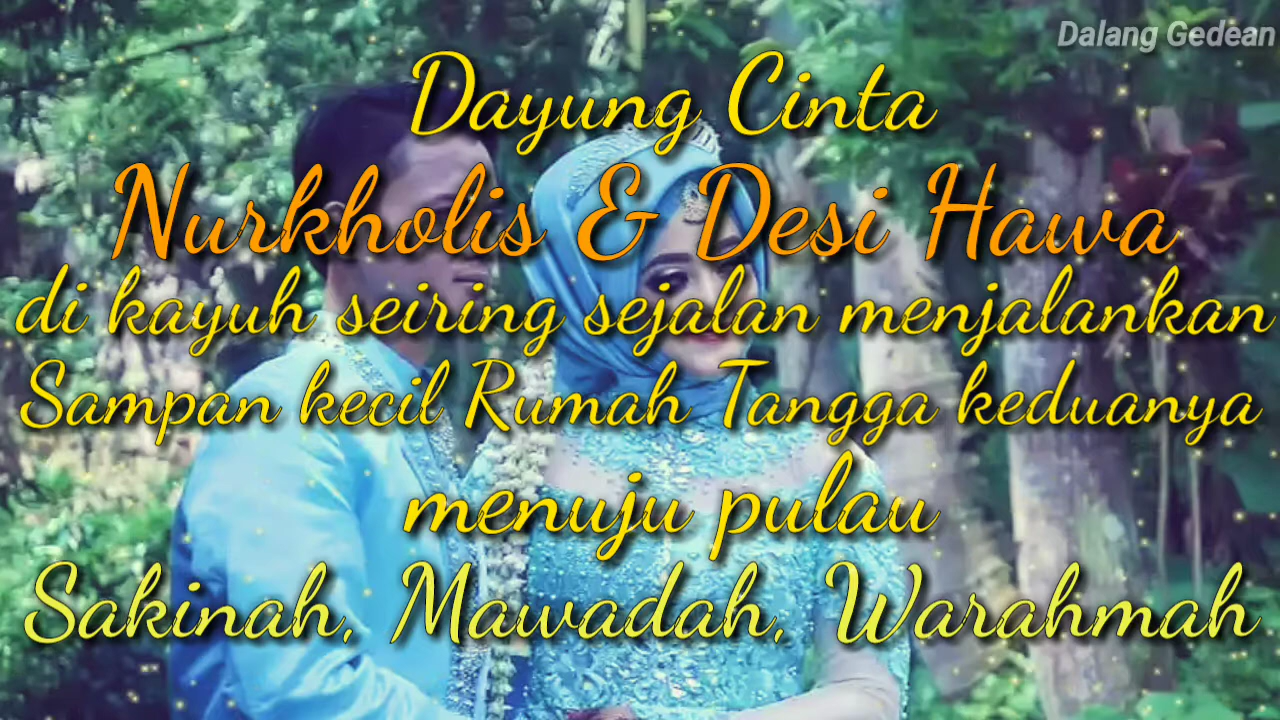 Dalang Gedean
Dayung Cinta
Nurkholis & Desi Hawa
di kayuh seiring sejalan menjalankan
Sampan kecil Rumah Tangga keduanya
menuju pulau
Sakinah, Mawadah, Warahmah